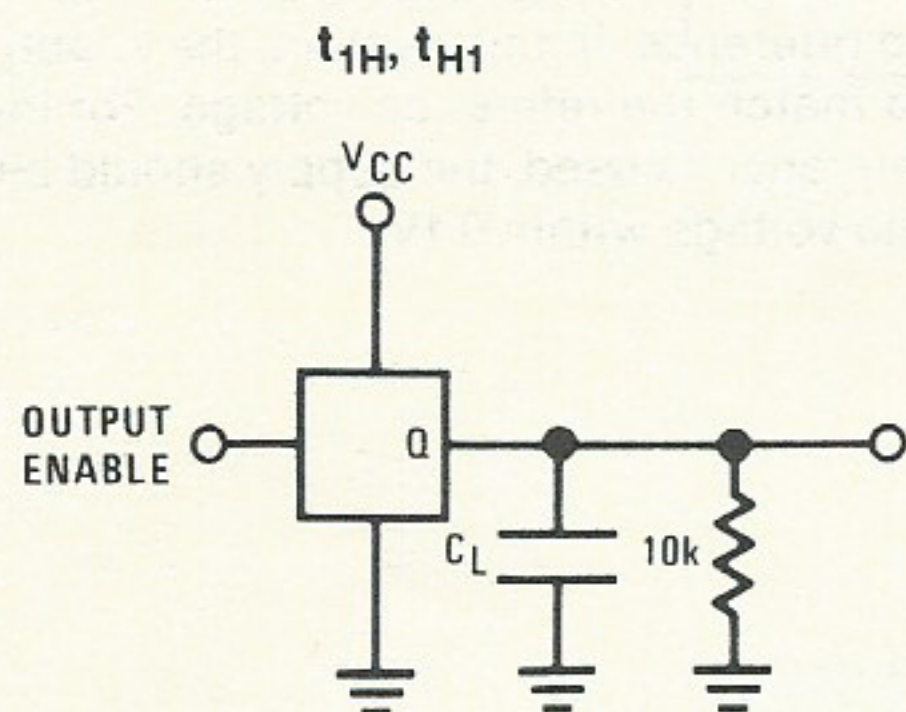 t1H, tH1
VCC
OUTPUT
ENABLE
Q
CL
10k